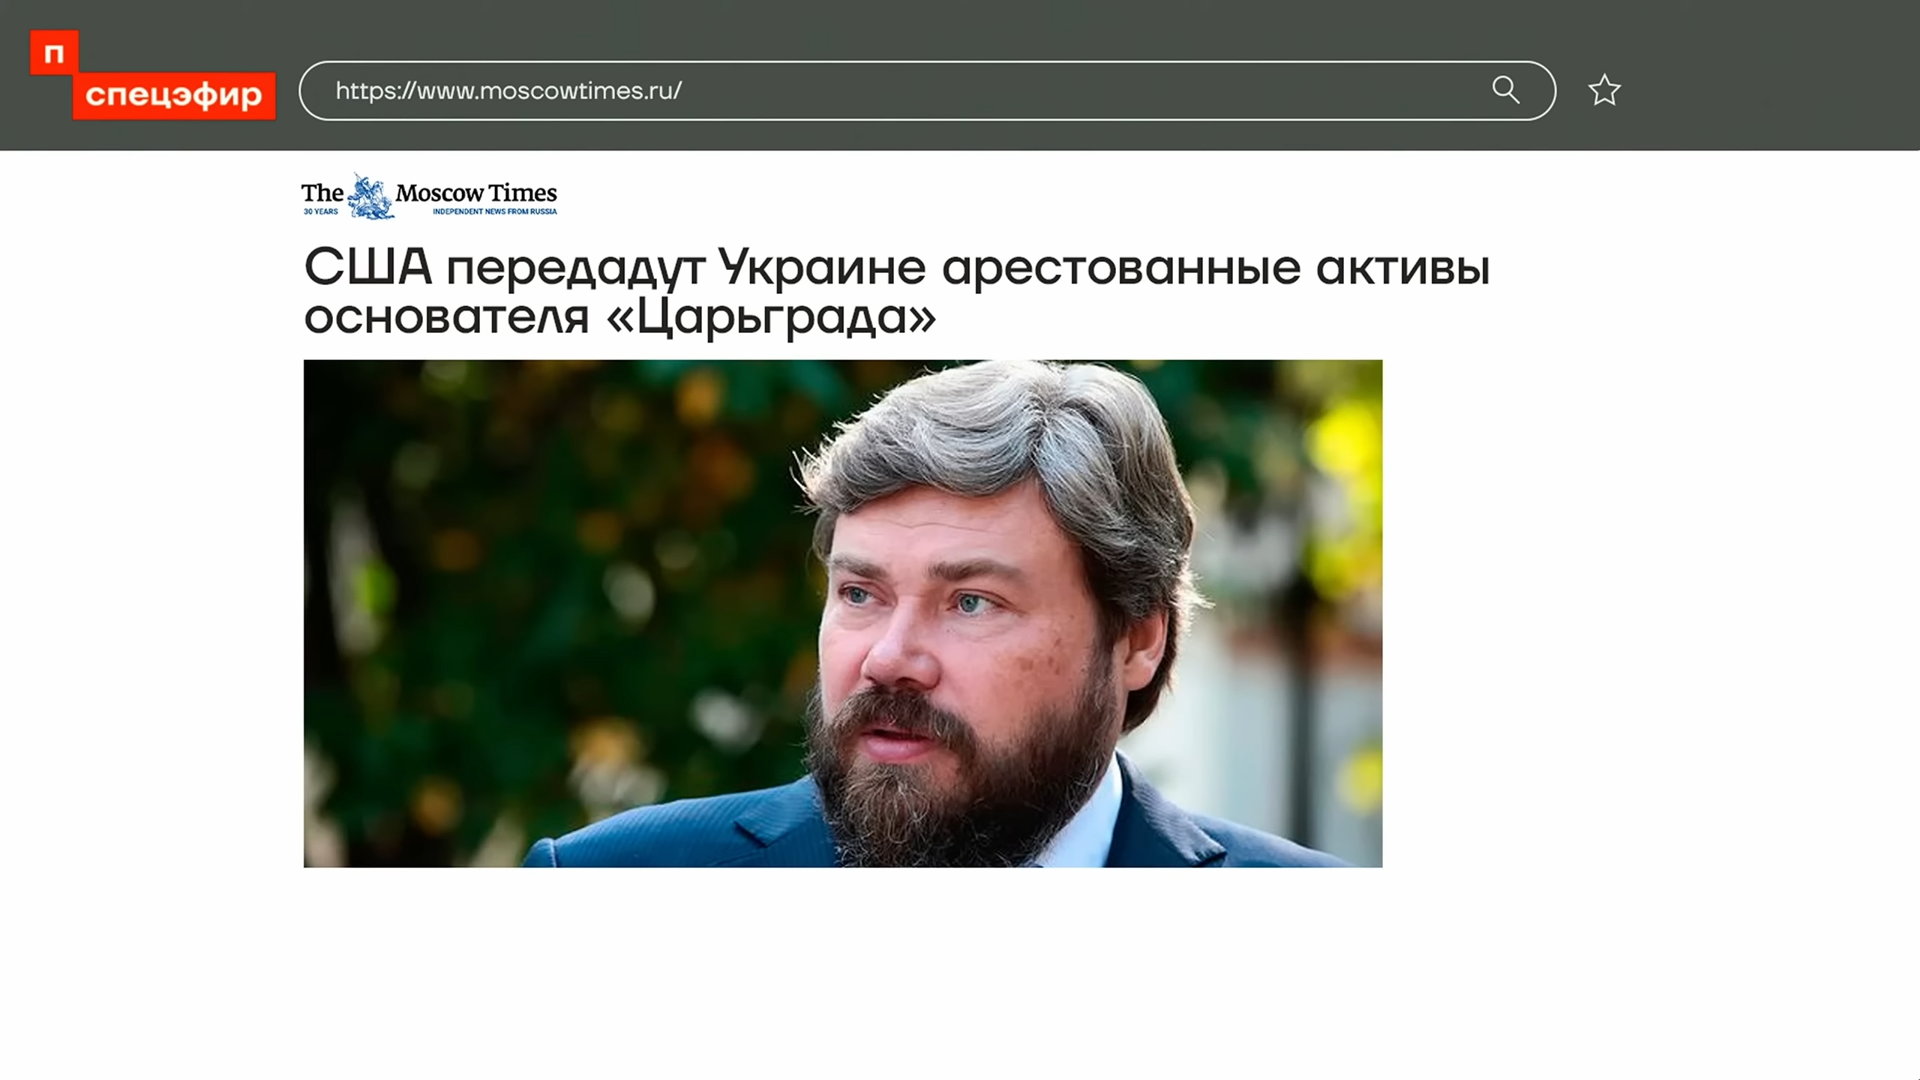 п
спецэфир
https://www.moscowtimes.ru/
The Moscow Times
30 YEARS INDEPENDENT NEWS FROM RUSSIA
США передадут Украине арестованные активы
основателя «Царьграда»